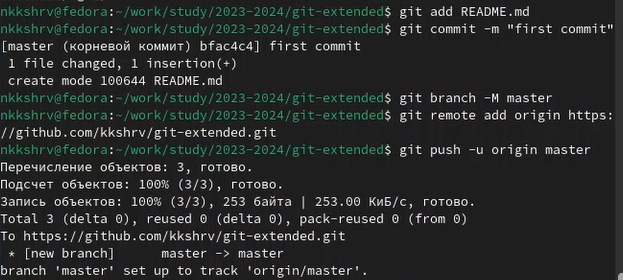 nkkshrv@fedora:~/work/study/2023-2024/git-extended$ git add README.md
nkkshrv@fedora:~/work/study/2023-2024/git-extended$ git commit -m "first commit"
[master (корневой коммит) bfac4c4] first commit
 1 file changed, 1 insertion(+)
 create mode 100644 README.md
nkkshrv@fedora:~/work/study/2023-2024/git-extended$ git branch -M master
nkkshrv@fedora:~/work/study/2023-2024/git-extended$ git remote add origin https:
//github.com/kkshrv/git-extended.git
nkkshrv@fedora:~/work/study/2023-2024/git-extended$ git push -u origin master
Перечисление объектов: 3, готово.
Подсчет объектов: 100% (3/3), готово.
Запись объектов: 100% (3/3), 253 байта | 253.00 КиБ/с, готово.
Total 3 (delta 0), reused 0 (delta 0), pack-reused 0 (from 0)
To https://github.com/kkshrv/git-extended.git
 * [new branch]      master -> master
branch 'master' set up to track 'origin/master'.